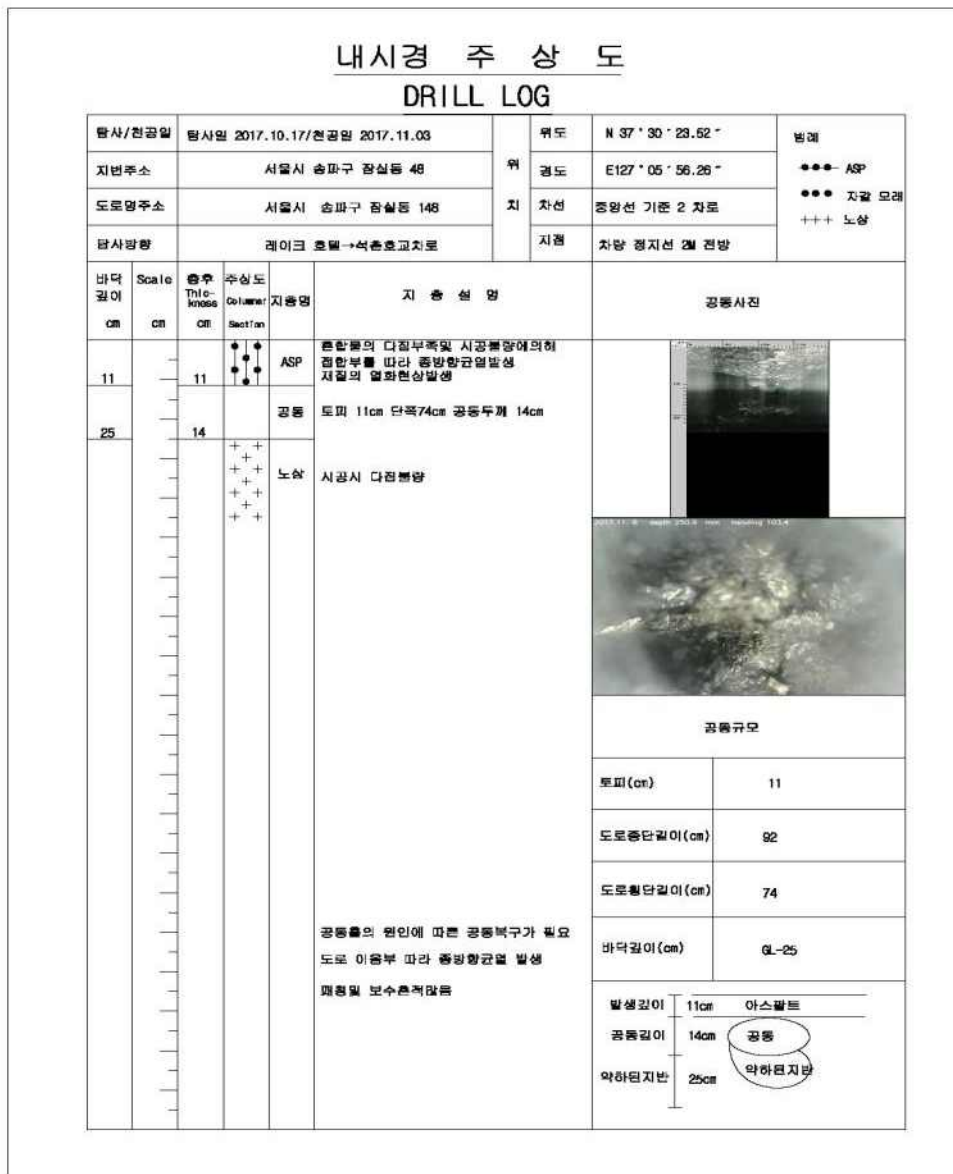 내시경 주 상 도
DRILL LOG
탐사/천공일 탐사일 2017.10.17/천공일 2017.11.03
지번주소 서울시 송파구 잠실동 48
도로명주소 서울시 송파구 잠실동 148
탐사방향 레이크 호텔→석촌호교차로
위치
위도 N 37°30´23.52˝
경도 E127°05´56.26˝
차선 중앙선 기준 2 차로
지점 차량 정지선 2M 전방
범례
ASP
자갈 모래
+++ 노상
바닥 깊이 cm
Scale cm
층후 Thic-kness cm
주상도 Columnar Section
지층명
지 층 설 명
공동사진
11
11
ASP
혼합물의 다짐부족및 시공불량에의해
접합부를 따라 종방향균열발생
재질의 열화현상발생
25
14
공동
토피 11cm 단폭74cm 공동두께 14cm
노상
시공시 다짐불량
공동홀의 원인에 따른 공동복구가 필요
도로 이음부 따라 종방향균열 발생
패칭및 보수흔적많음
공동규모
토피(cm) 11
도로종단길이(cm) 92
도로횡단길이(cm) 74
바닥깊이(cm) GL-25
발생깊이 11cm 아스팔트
공동깊이 14cm 공동
약하된지반 25cm 약하된지반